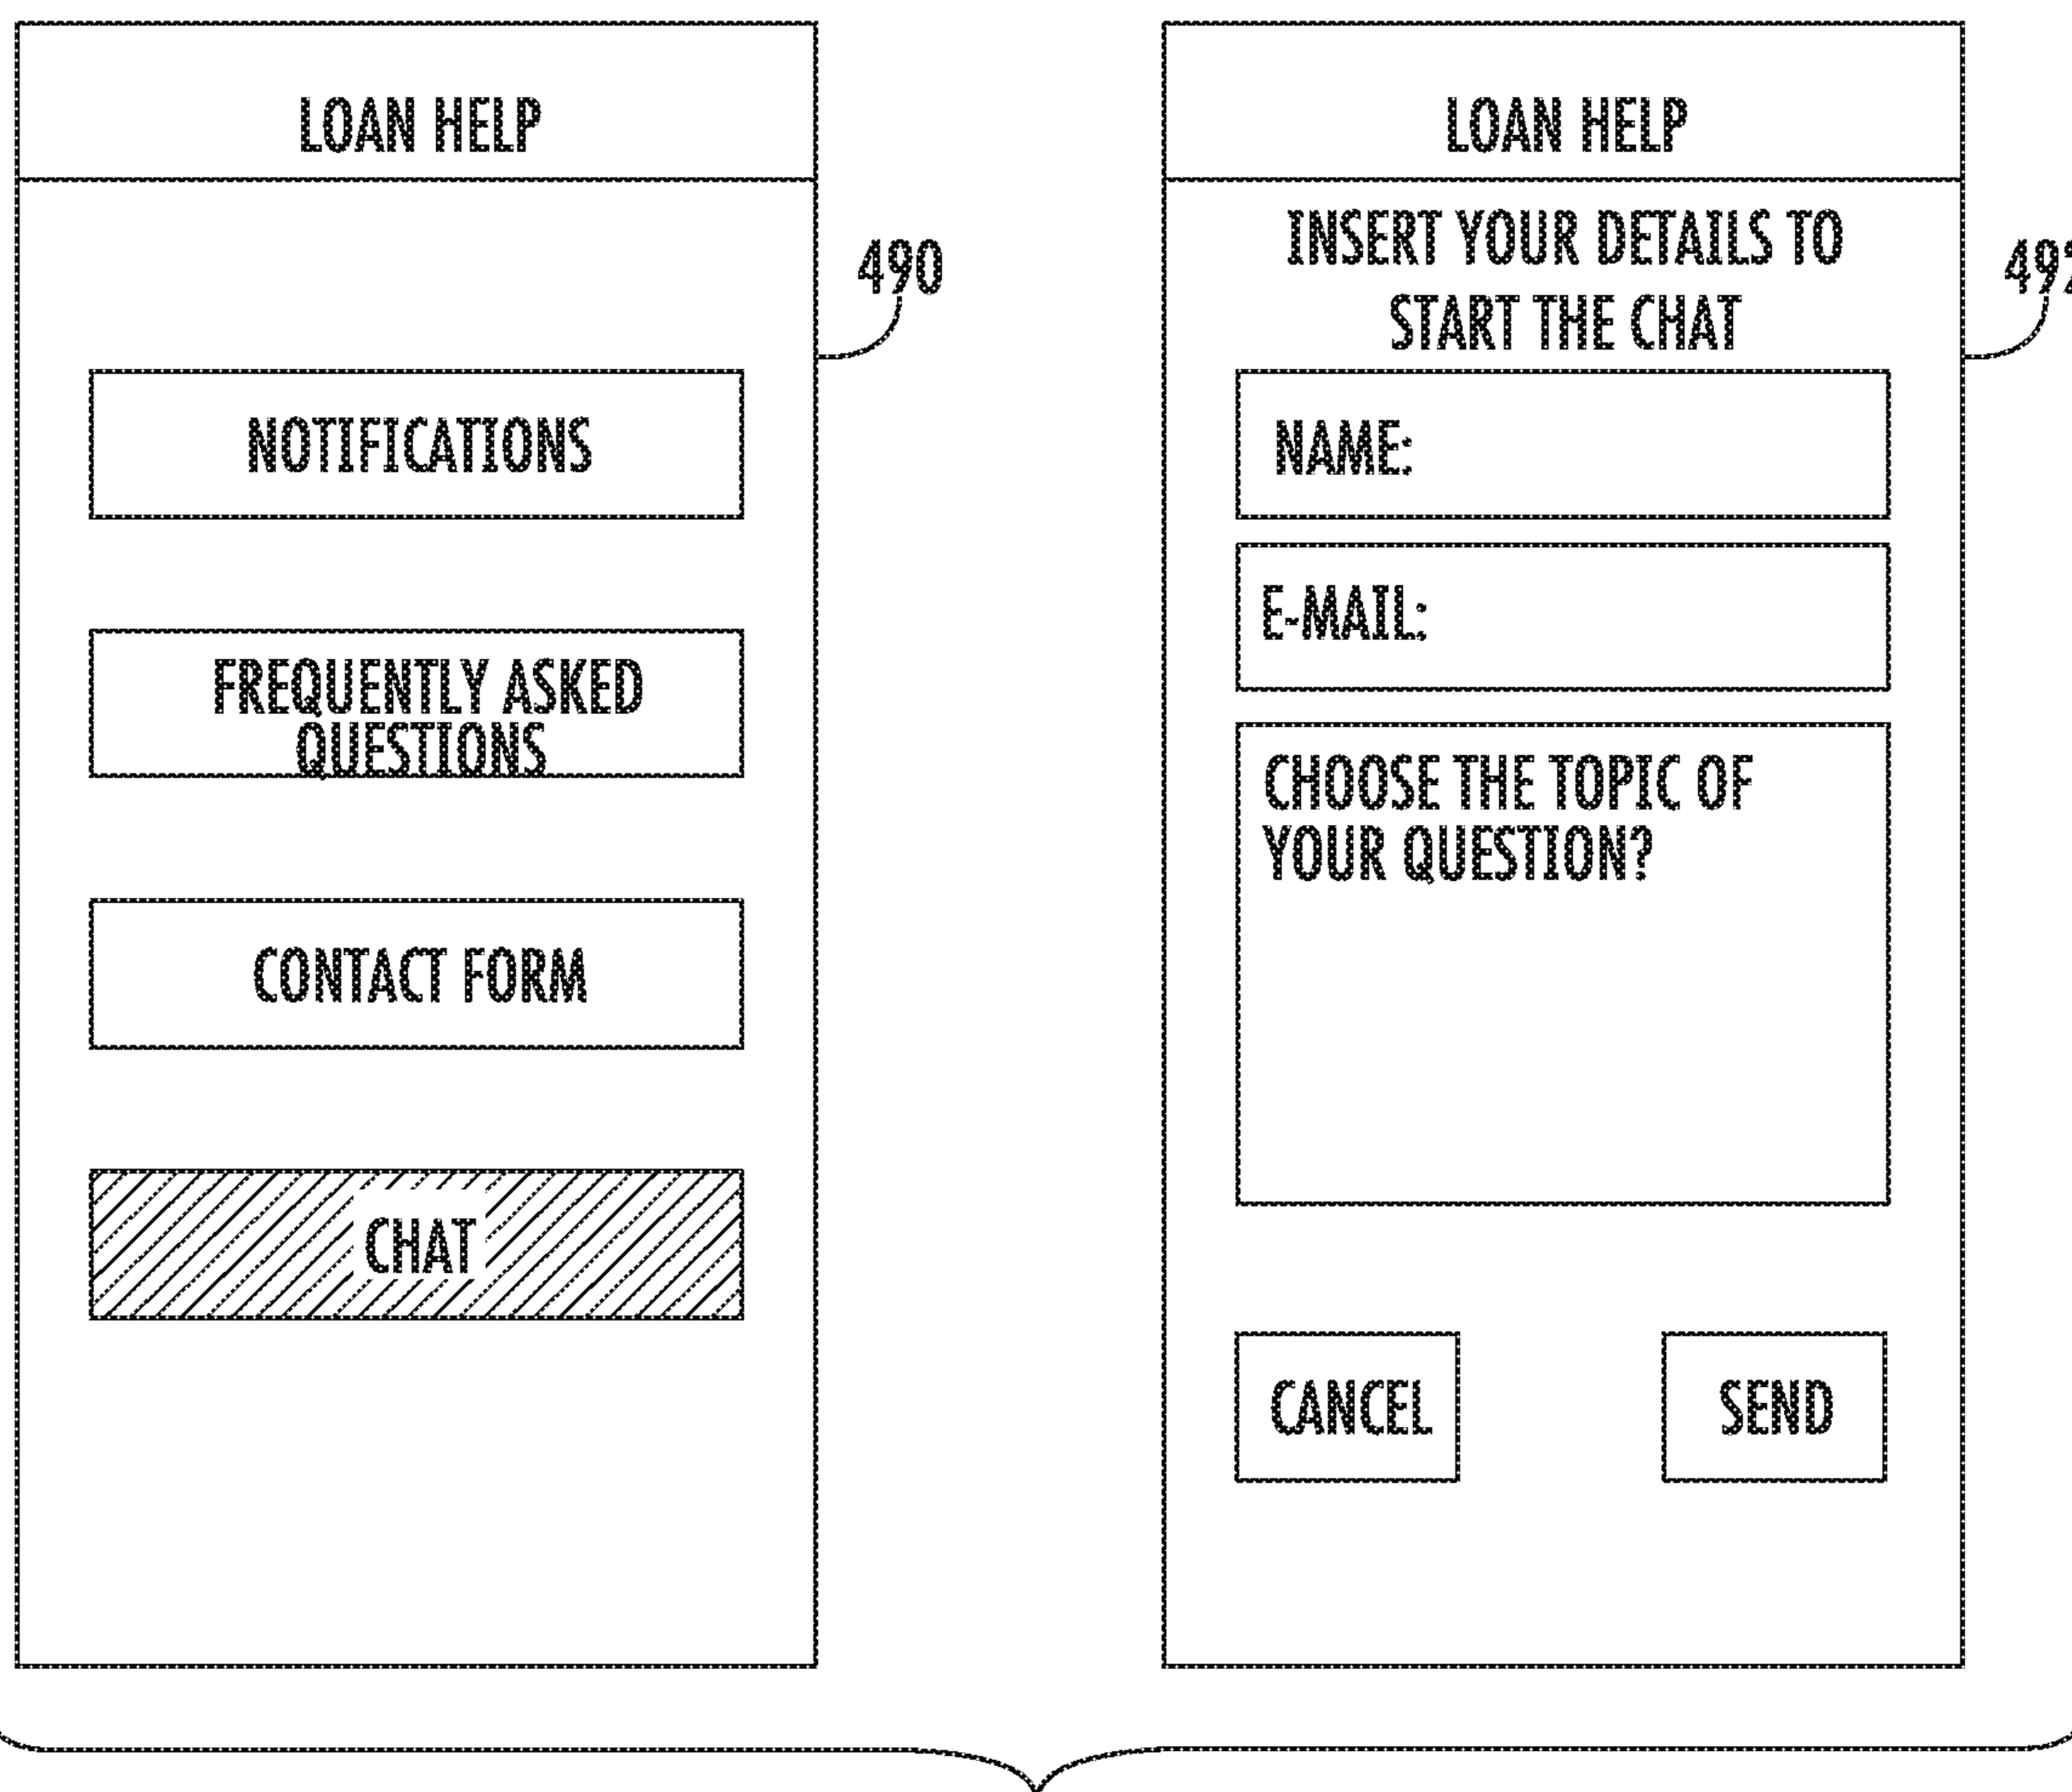 LOAN HELP
490
NOTIFICATIONS
FREQUENTLY ASKED
QUESTIONS
CONTACT FORM
CHAT
LOAN HELP
INSERT YOUR DETAILS TO
START THE CHAT
492
NAME:
E-MAIL:
CHOOSE THE TOPIC OF
YOUR QUESTION?
CANCEL
SEND